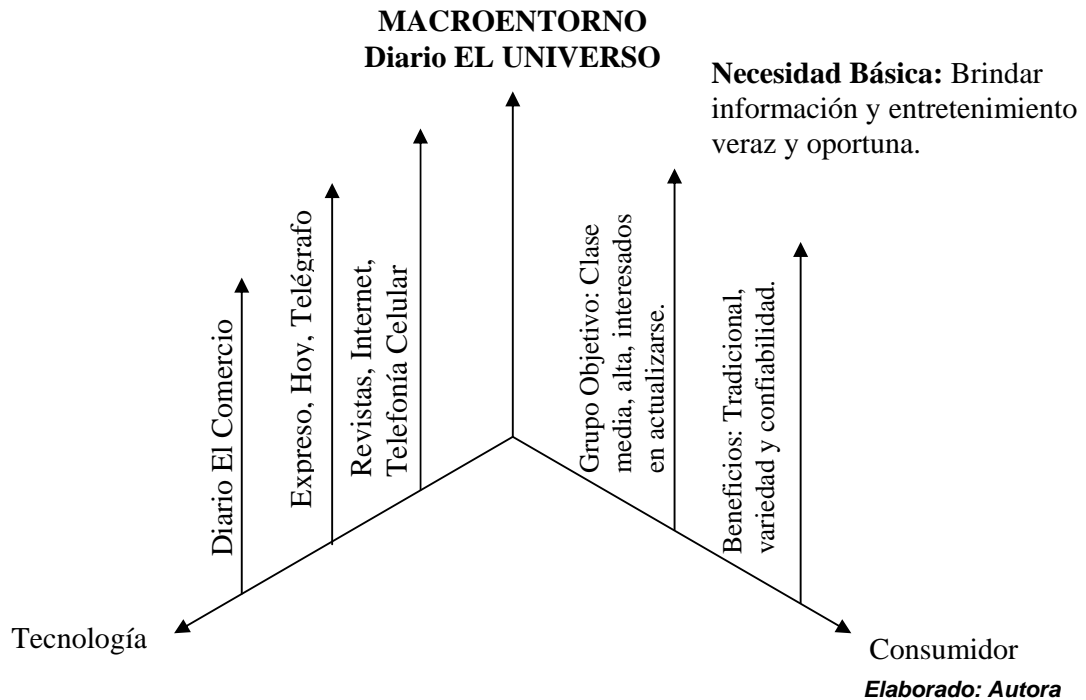 MACROENTORNO
Diario EL UNIVERSO
Necesidad Básica: Brindar
información y entretenimiento
veraz y oportuna.
Diario El Comercio
Expreso, Hoy, Telégrafo
Revistas, Internet,
Telefonía Celular
Grupo Objetivo: Clase
media, alta, interesados
en actualizarse.
Beneficios: Tradicional,
variedad y confiabilidad.
Tecnología
Consumidor
Elaborado: Autora